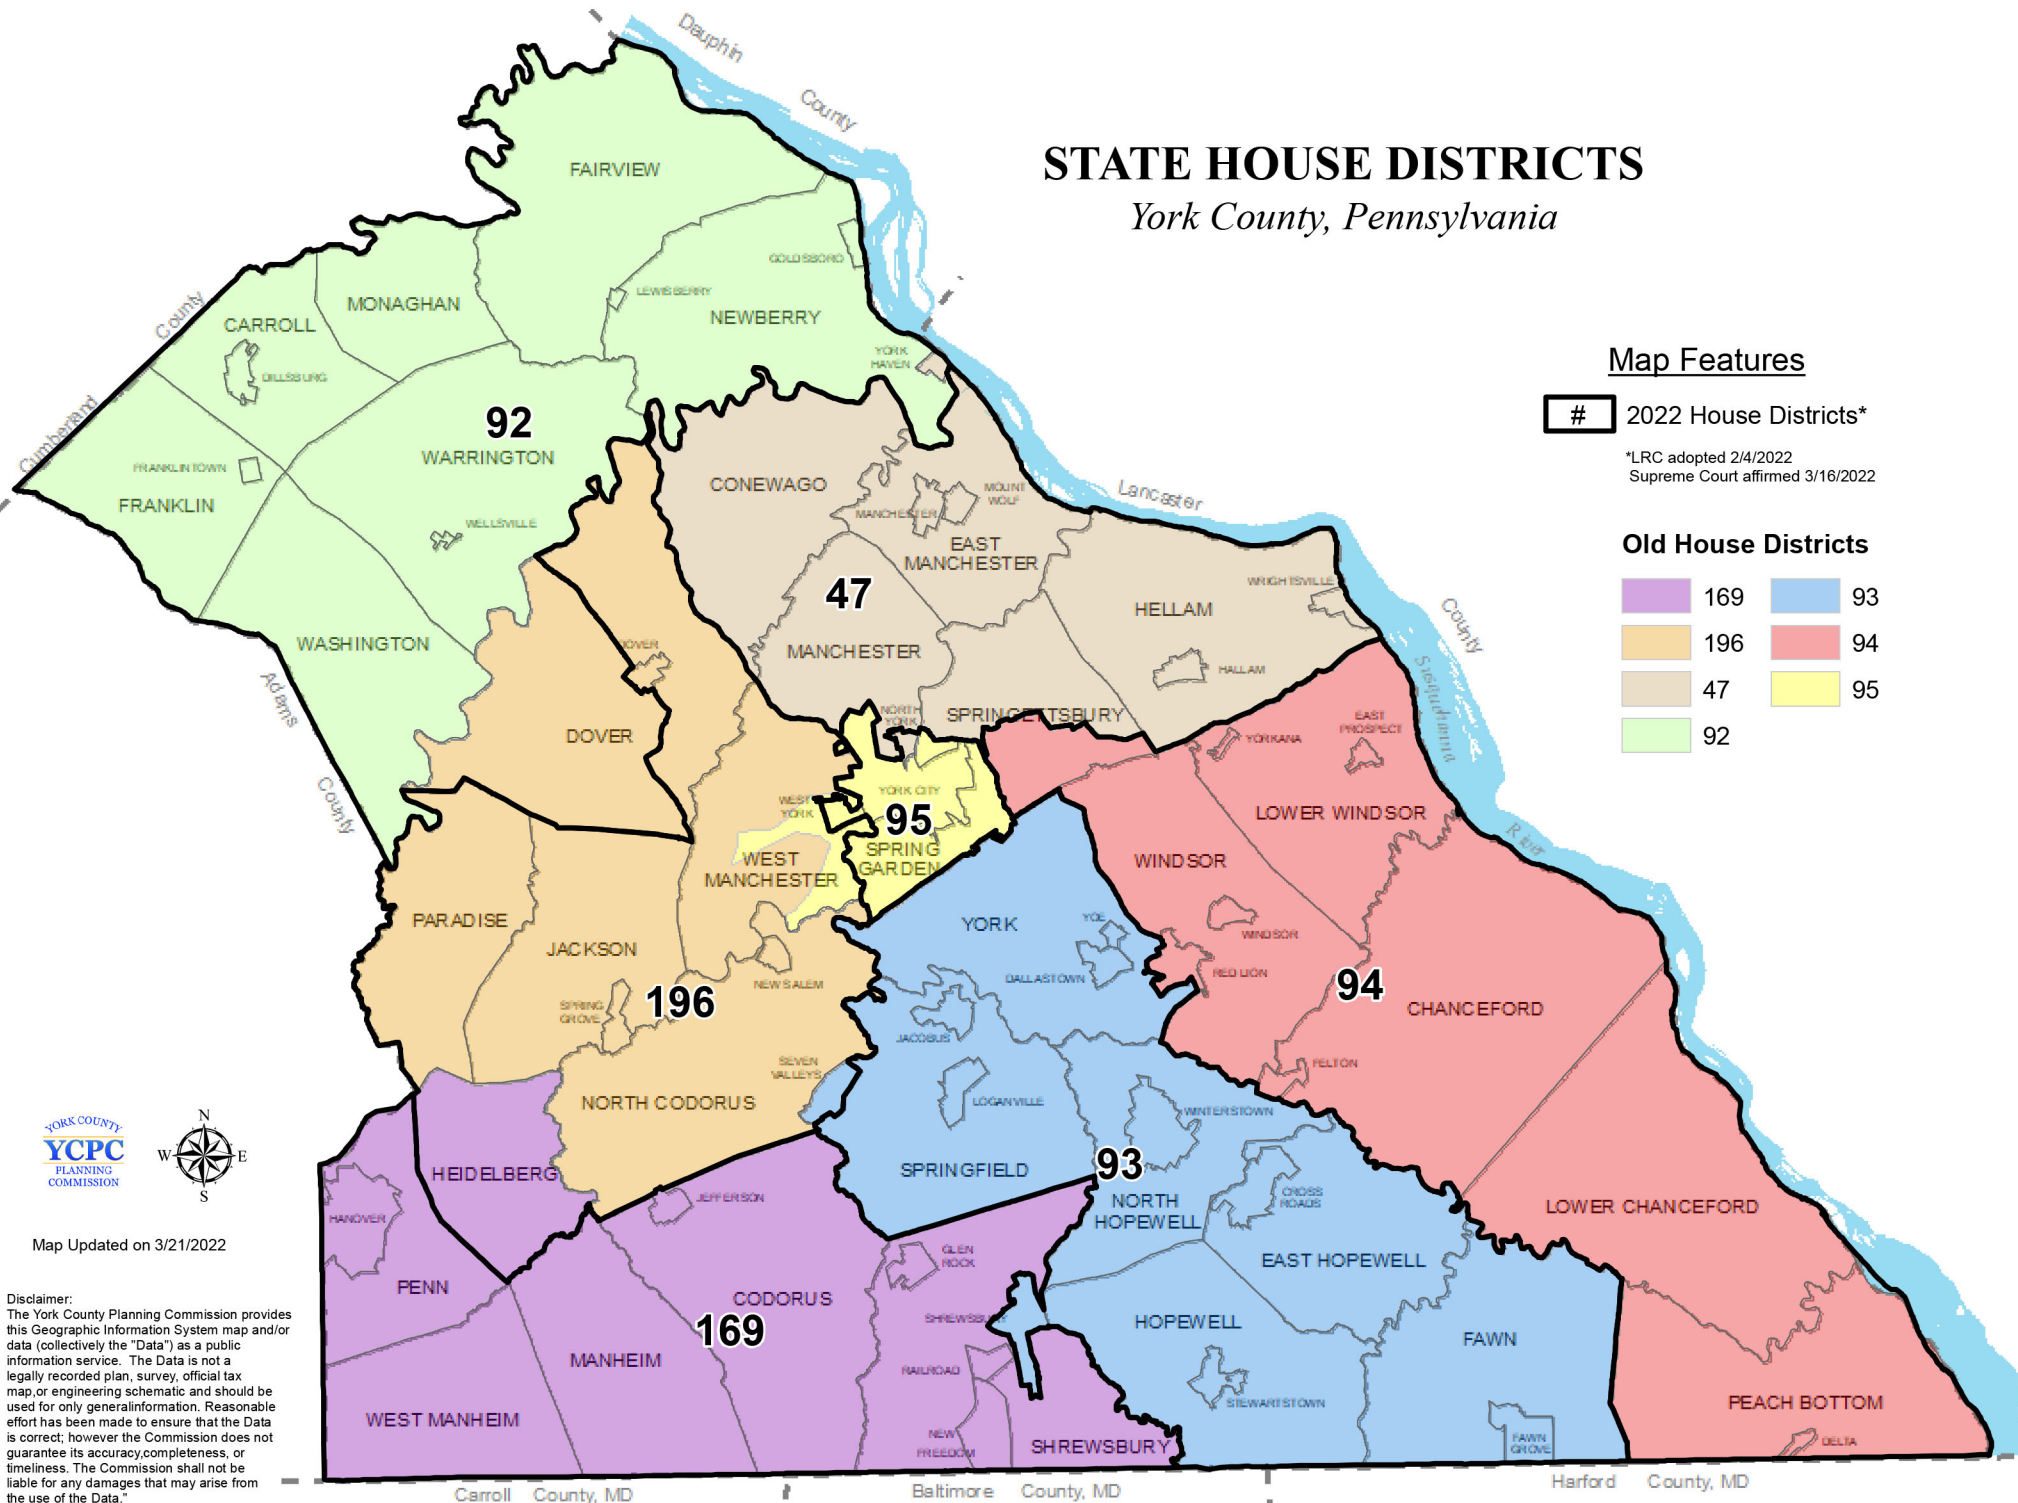 STATE HOUSE DISTRICTS
York County, Pennsylvania
Map Features
# 2022 House Districts*
*LRC adopted 2/4/2022
Supreme Court affirmed 3/16/2022
Old House Districts
169 93
196 94
47 95
92
Dauphin
County
Cumberland
County
Adams
County
Lancaster
County
Susquehanna
River
FAIRVIEW
GOLDSBORO
LEWISBERRY
MONAGHAN
NEWBERRY
CARROLL
DILLSBURG
YORK
HAVEN
92
WARRINGTON
FRANKLINTOWN
FRANKLIN
WELLSVILLE
WASHINGTON
CONEWAGO
MOUNT
WOLF
MANCHESTER
EAST
MANCHESTER
47
MANCHESTER
HELLAM
WRIGHTSVILLE
HALLAM
NORTH
YORK
SPRINGETTSBURY
DOVER
DOVER
WEST
YORK
YORK CITY
95
SPRING
GARDEN
WEST
MANCHESTER
EAST
PROSPECT
YORKANA
LOWER WINDSOR
WINDSOR
WINDSOR
RED LION
94
CHANCEFORD
FELTON
LOWER CHANCEFORD
PEACH BOTTOM
DELTA
PARADISE
JACKSON
SPRING
GROVE
196
NEW SALEM
SEVEN
VALLEYS
NORTH CODORUS
YORK
YOE
DALLASTOWN
JACOBUS
LOGANVILLE
WINTERSTOWN
SPRINGFIELD
93
NORTH
HOPEWELL
CROSS
ROADS
EAST HOPEWELL
HOPEWELL
STEWARTSTOWN
FAWN
FAWN
GROVE
HEIDELBERG
JEFFERSON
HANOVER
PENN
GLEN
ROCK
CODORUS
169
SHREWSBURY
MANHEIM
RAILROAD
WEST MANHEIM
NEW
FREEDOM
SHREWSBURY
Carroll County, MD
Baltimore County, MD
Harford County, MD
YORK COUNTY
YCPC
PLANNING
COMMISSION
N
W E
S
Map Updated on 3/21/2022
Disclaimer:
The York County Planning Commission provides
this Geographic Information System map and/or
data (collectively the "Data") as a public
information service. The Data is not a
legally recorded plan, survey, official tax
map,or engineering schematic and should be
used for only generalinformation. Reasonable
effort has been made to ensure that the Data
is correct; however the Commission does not
guarantee its accuracy,completeness, or
timeliness. The Commission shall not be
liable for any damages that may arise from
the use of the Data."